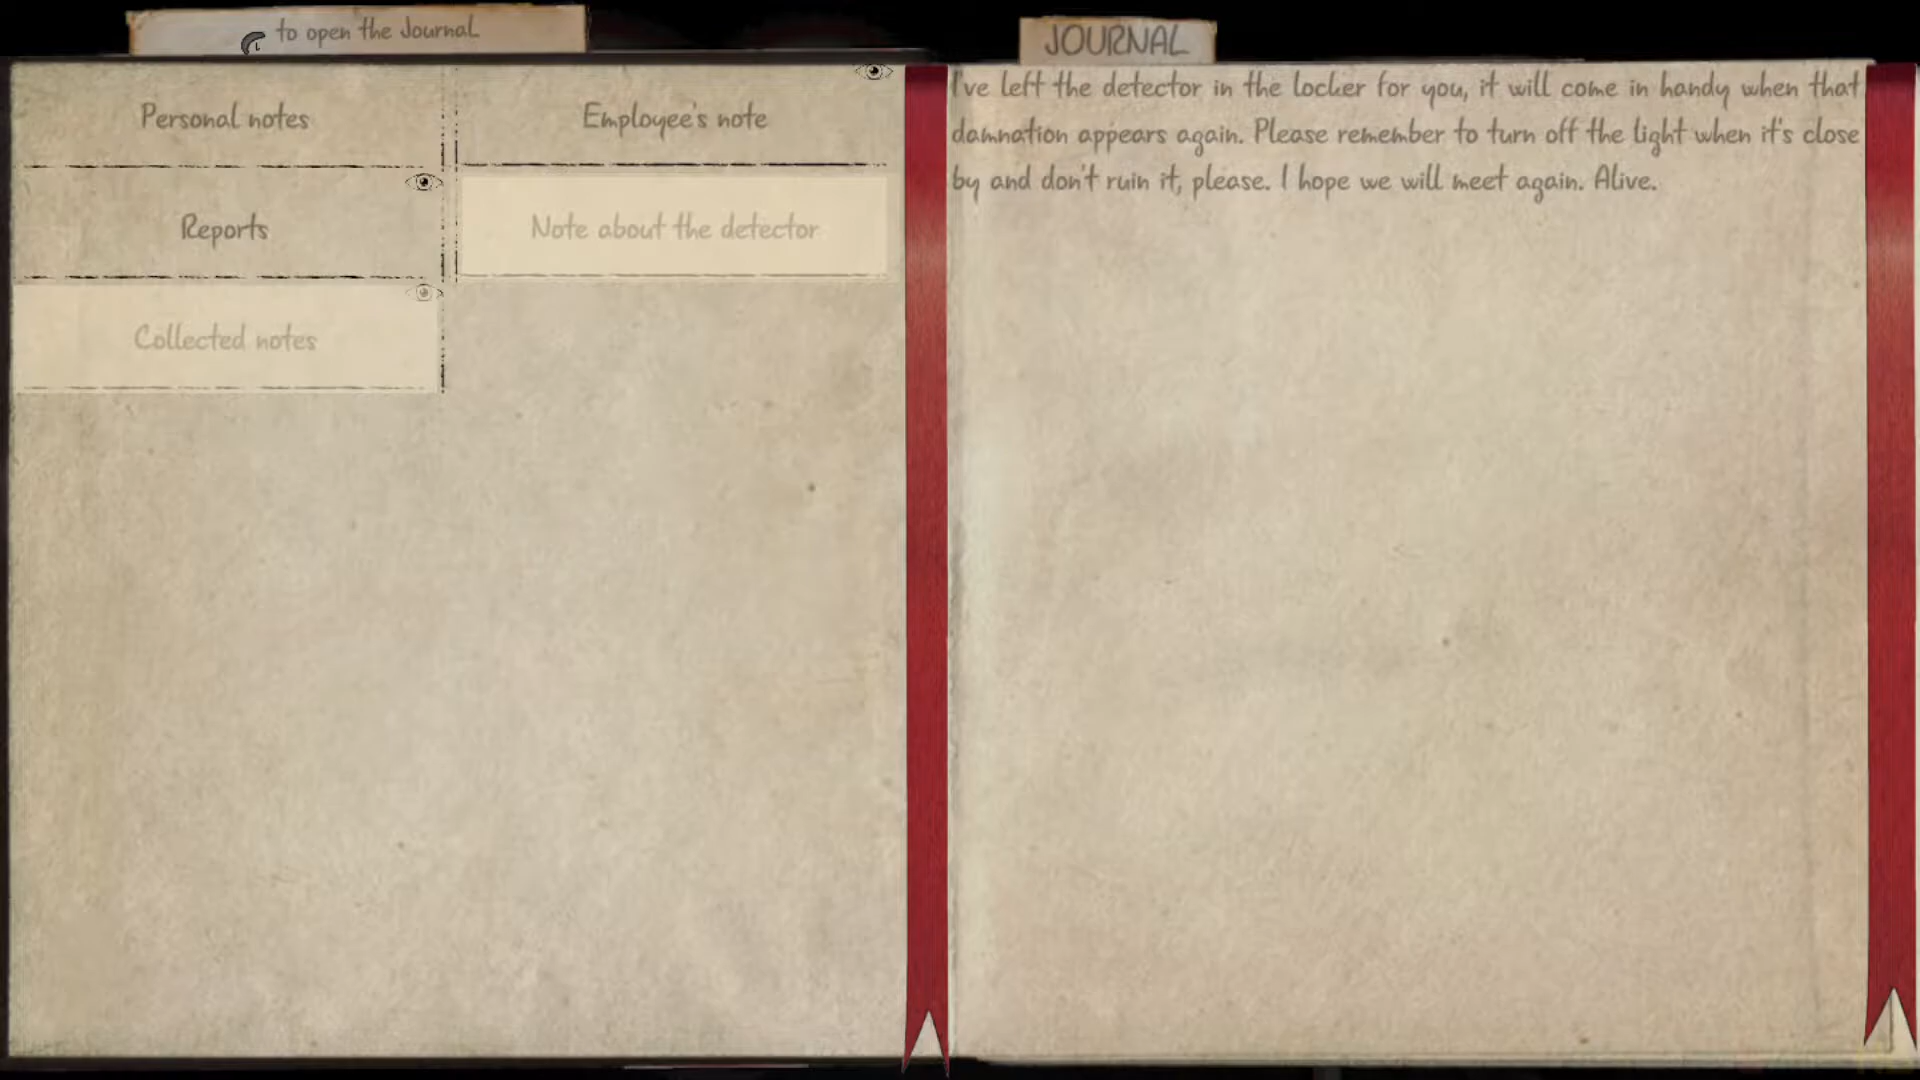 to open the Journal
JOURNAL
Personal notes
Employee's note
Reports
Note about the detector
Collected notes
I've left the detector in the locker for you, it will come in handy when that
damnation appears again. Please remember to turn off the light when it's close
by and don't ruin it, please. I hope we will meet again. Alive.